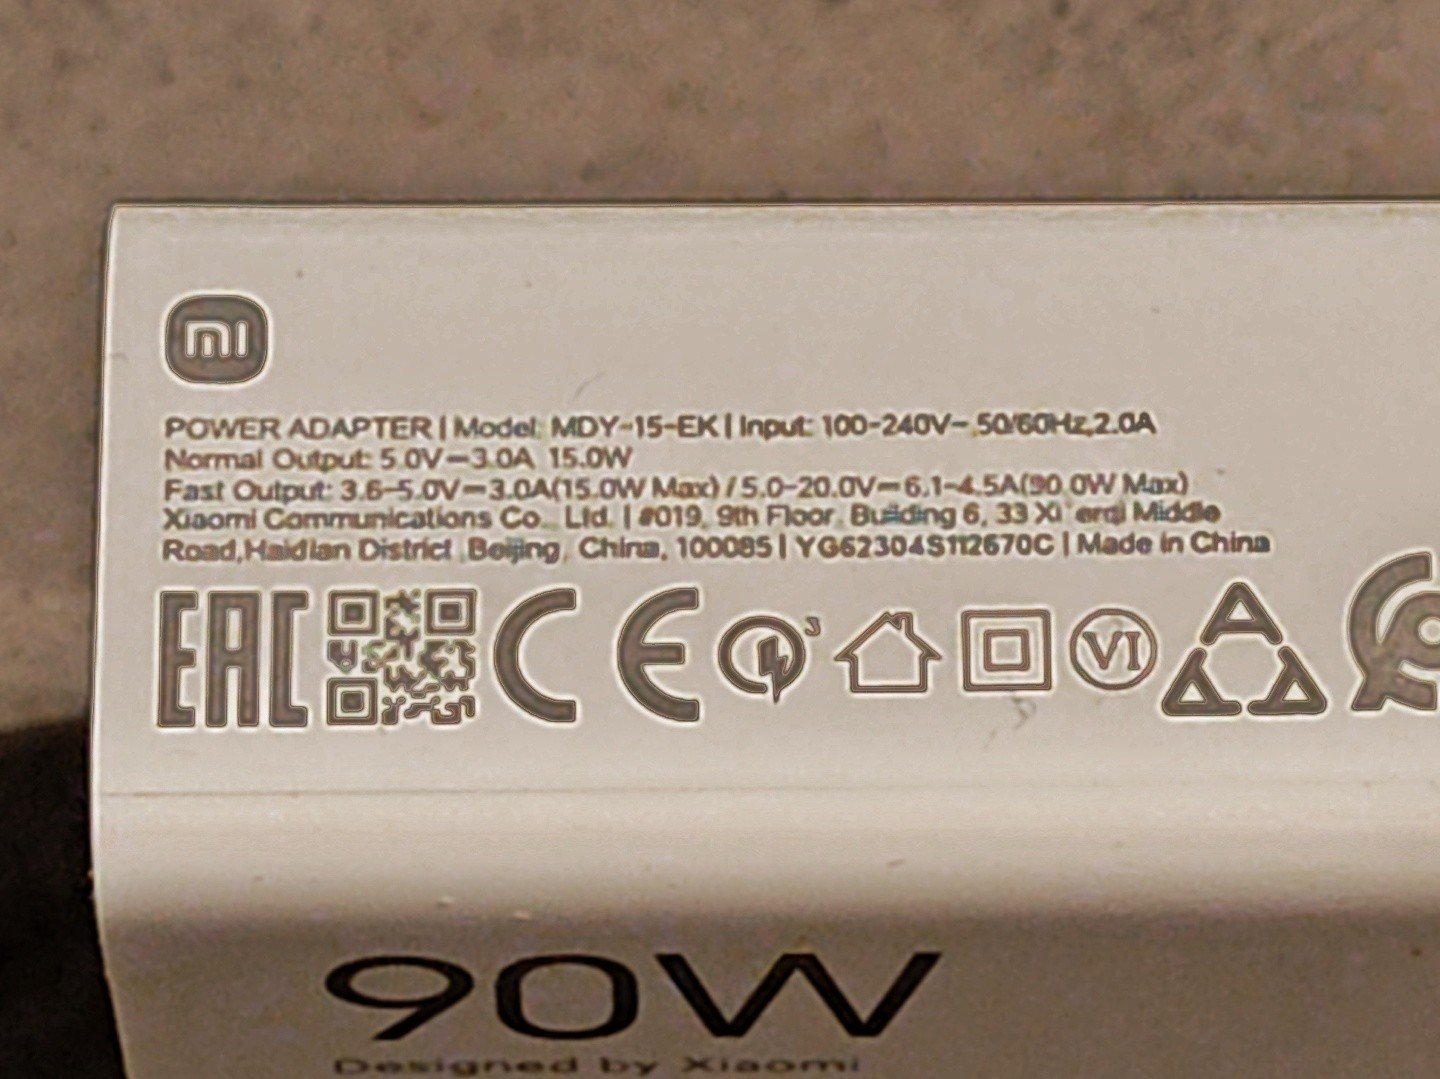 mi
POWER ADAPTER | Model: MDY-15-EK | Input: 100-240V~ 50/60Hz, 2.0A
Normal Output: 5.0V⎓3.0A 15.0W
Fast Output: 3.6-5.0V⎓3.0A(15.0W Max) / 5.0-20.0V⎓6.1-4.5A(90.0W Max)
Xiaomi Communications Co., Ltd. | #019, 9th Floor, Building 6, 33 Xi'erqi Middle
Road, Haidian District, Beijing, China, 100085 | YG62304S112670C | Made in China
EAC CE 3 VI
90W
Designed by Xiaomi